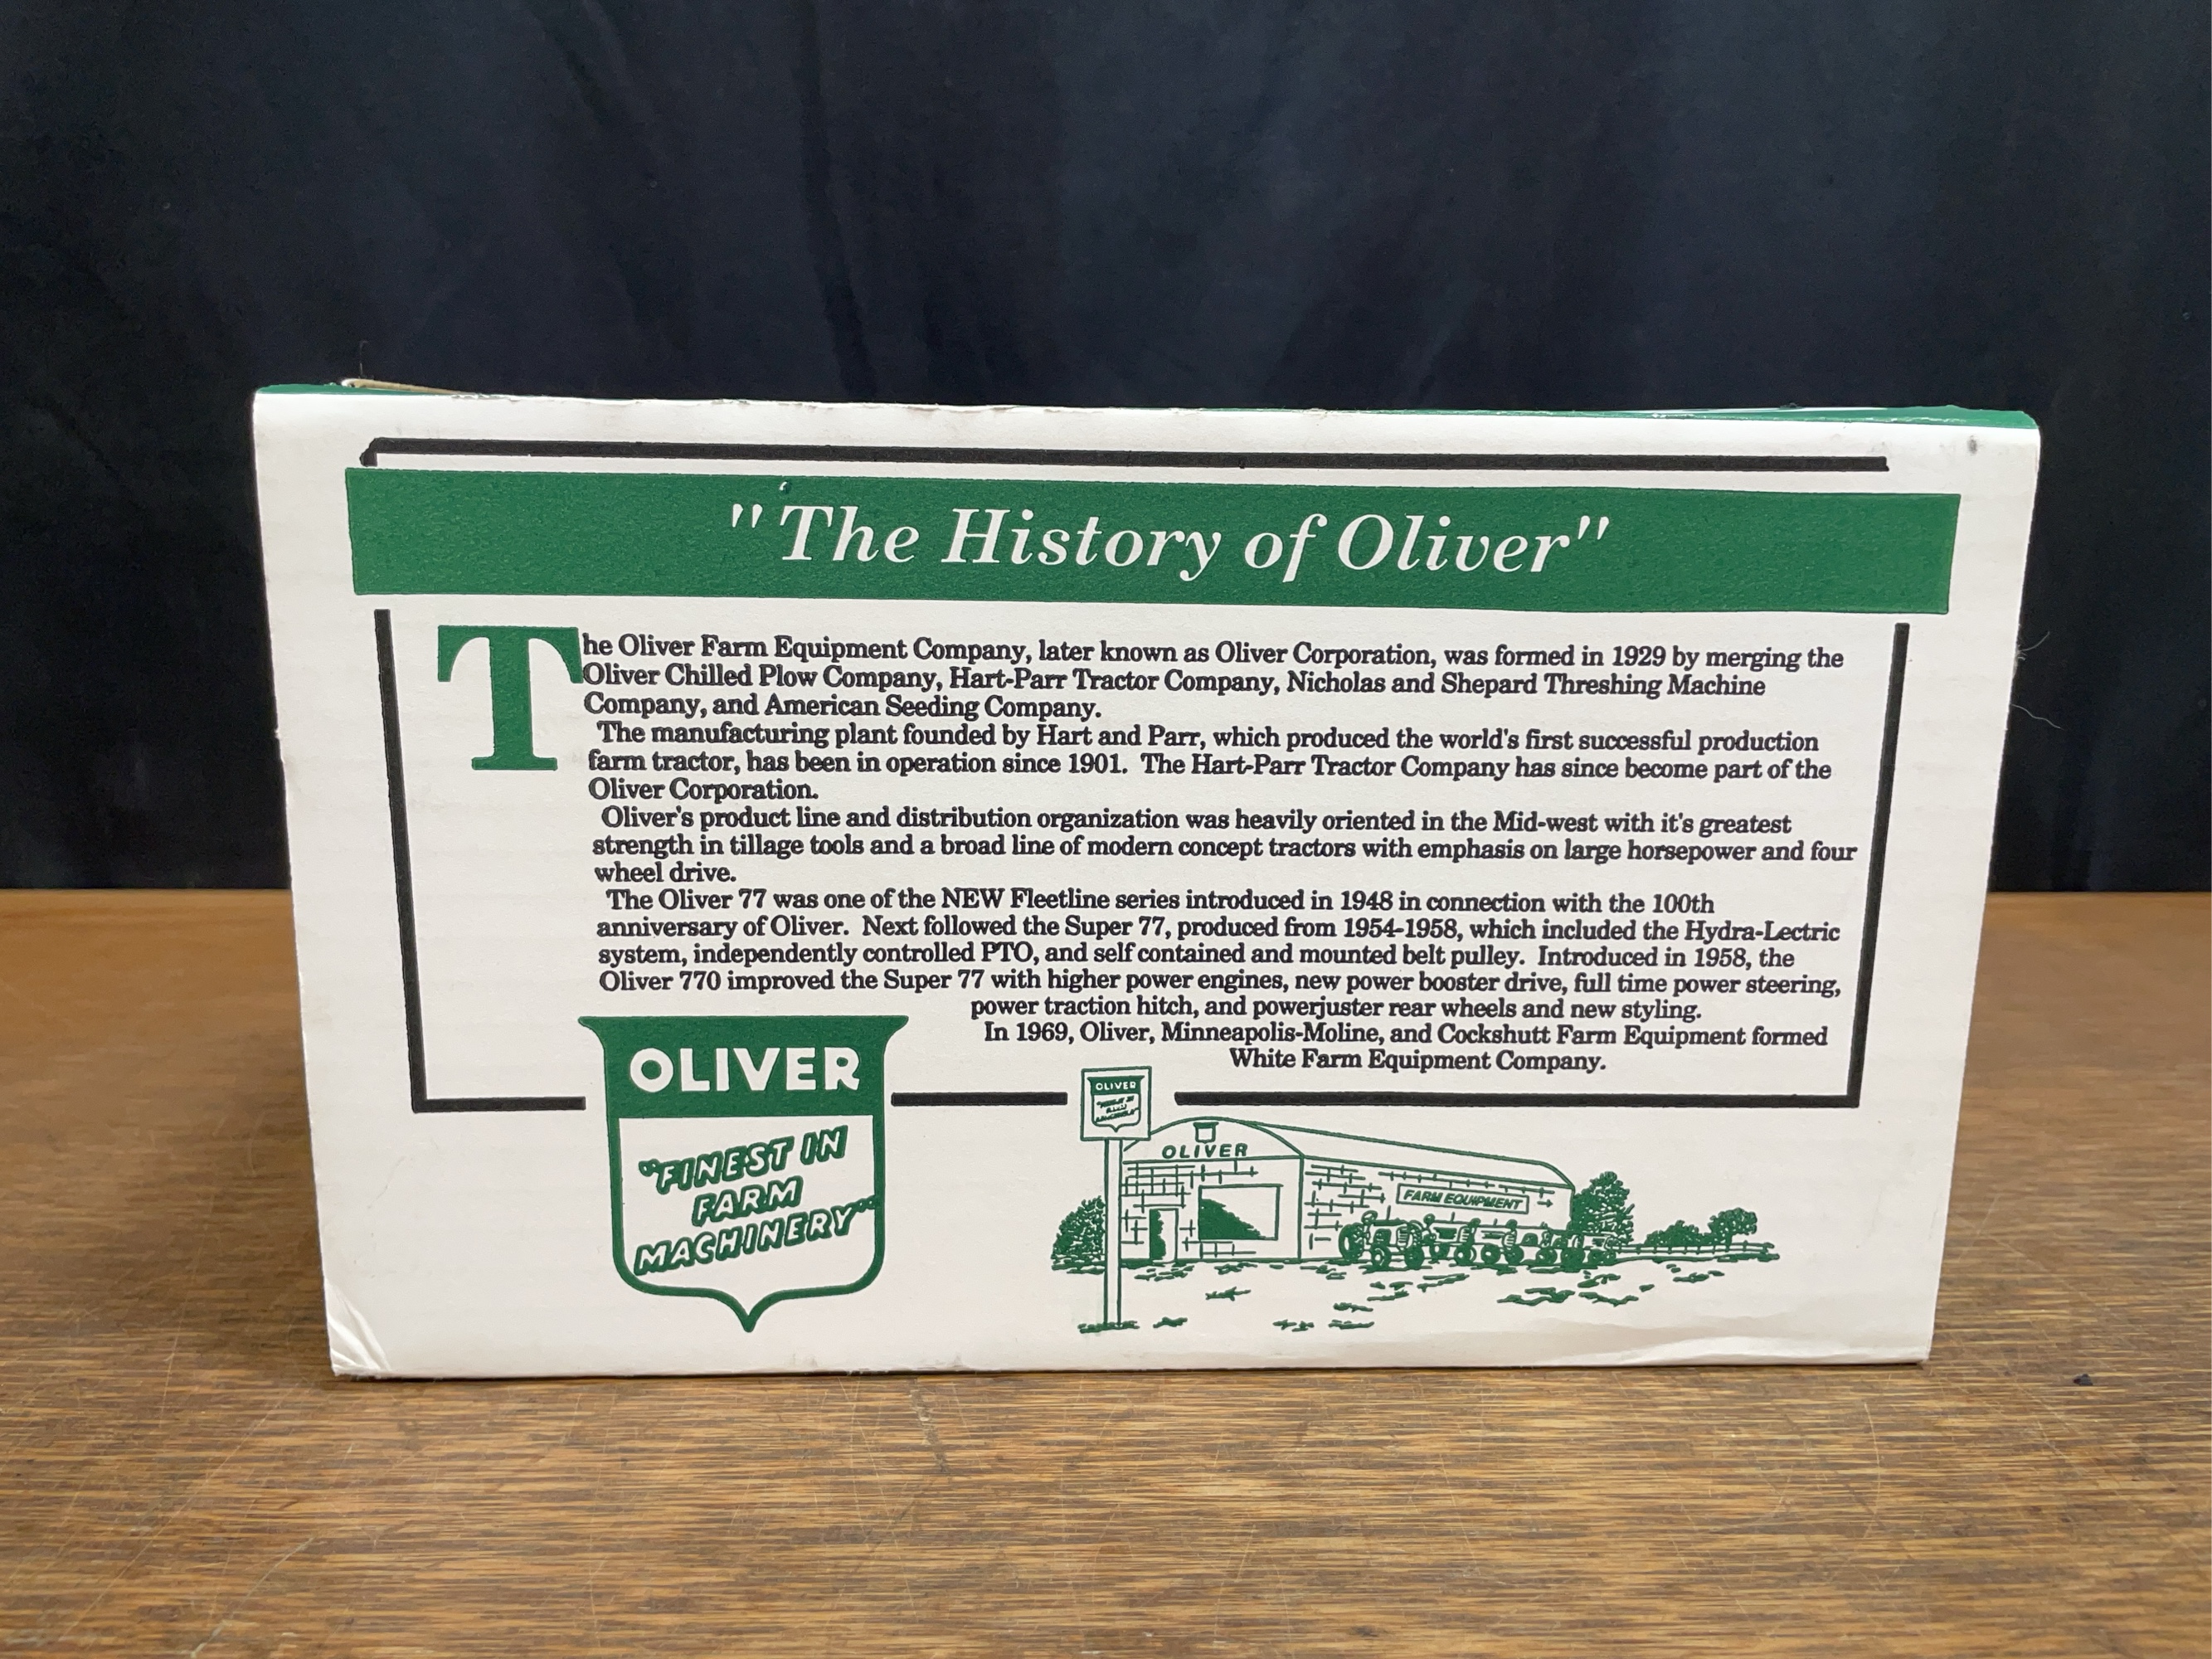 "The History of Oliver"
The Oliver Farm Equipment Company, later known as Oliver Corporation, was formed in 1929 by merging the
Oliver Chilled Plow Company, Hart-Parr Tractor Company, Nicholas and Shepard Threshing Machine
Company, and American Seeding Company.
The manufacturing plant founded by Hart and Parr, which produced the world's first successful production
farm tractor, has been in operation since 1901. The Hart-Parr Tractor Company has since become part of the
Oliver Corporation.
Oliver's product line and distribution organization was heavily oriented in the Mid-west with it's greatest
strength in tillage tools and a broad line of modern concept tractors with emphasis on large horsepower and four
wheel drive.
The Oliver 77 was one of the NEW Fleetline series introduced in 1948 in connection with the 100th
anniversary of Oliver. Next followed the Super 77, produced from 1954-1958, which included the Hydra-Lectric
system, independently controlled PTO, and self contained and mounted belt pulley. Introduced in 1958, the
Oliver 770 improved the Super 77 with higher power engines, new power booster drive, full time power steering,
power traction hitch, and powerjuster rear wheels and new styling.
In 1969, Oliver, Minneapolis-Moline, and Cockshutt Farm Equipment formed
White Farm Equipment Company.
OLIVER
"FINEST IN
FARM
MACHINERY"
OLIVER
OLIVER
FARM EQUIPMENT